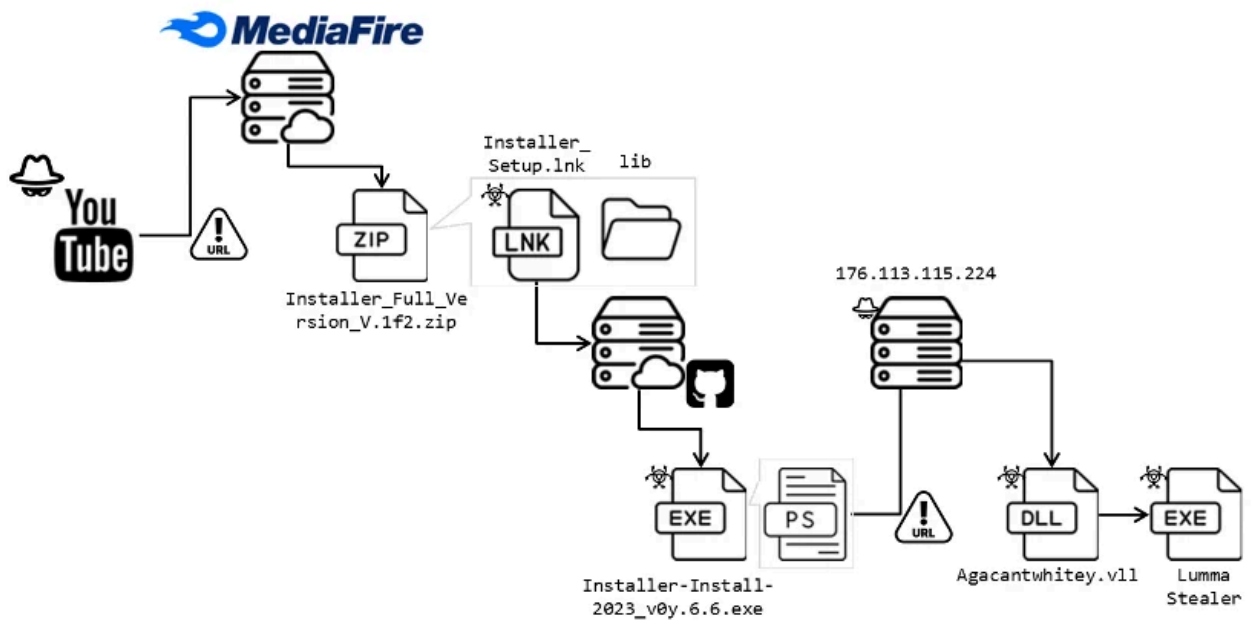 MediaFire
Installer_
Setup.lnk
lib
You
Tube
URL
ZIP
LNK
Installer_Full_Ve
rsion_V.1f2.zip
176.113.115.224
EXE
PS
URL
DLL
EXE
Installer-Install-
2023_v0y.6.6.exe
Agacantwhitey.vll
Lumma
Stealer